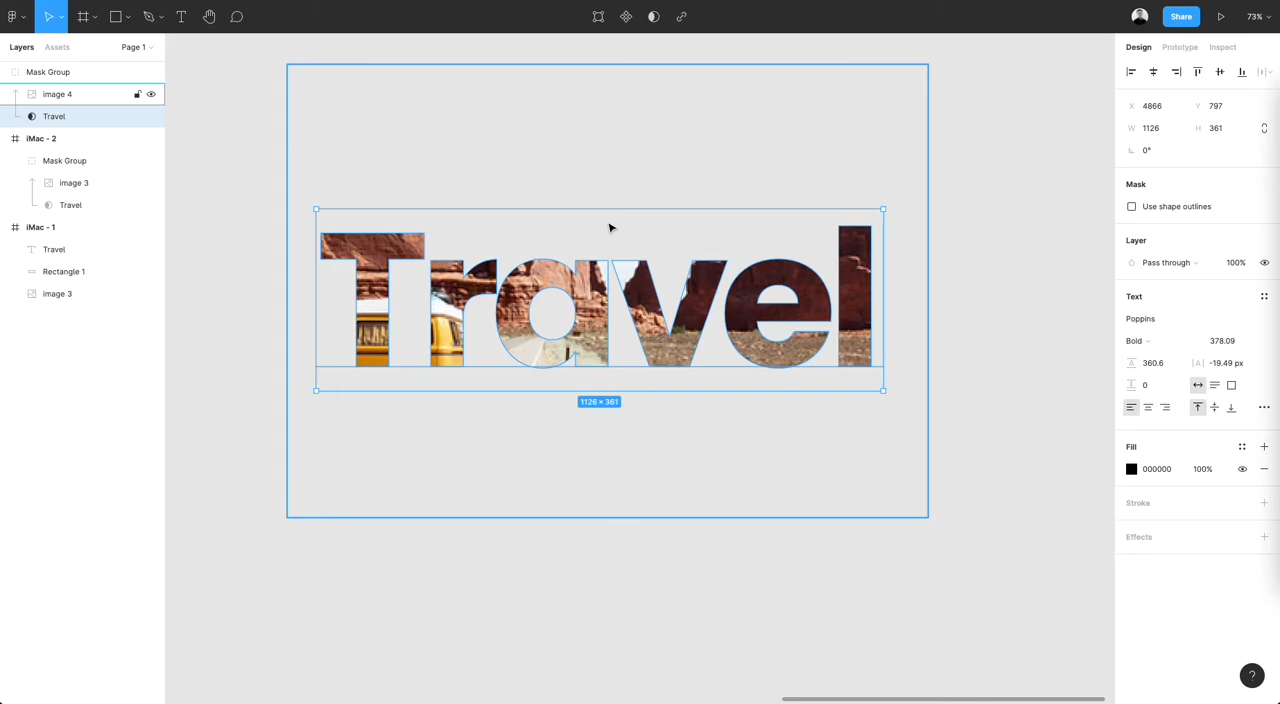 Share
73%
Layers
Assets
Page 1
Mask Group
image 4
Travel
iMac - 2
Mask Group
image 3
Travel
iMac - 1
Travel
Rectangle 1
image 3
Travel
1126 × 361
Design
Prototype
Inspect
X 4866
Y 797
W 1126
H 361
0°
Mask
Use shape outlines
Layer
Pass through
100%
Text
Poppins
Bold
378.09
360.6
|A| -19.49 px
0
Fill
000000
100%
Stroke
Effects
?